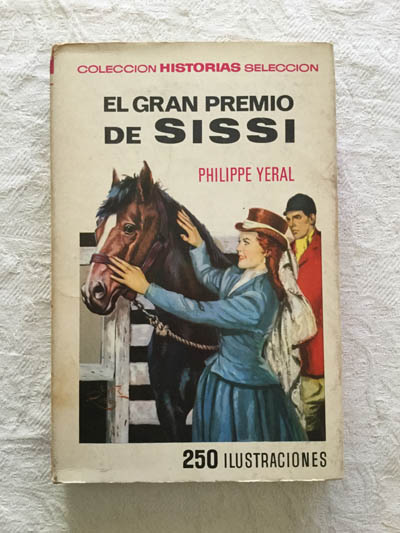 COLECCION HISTORIAS SELECCION
EL GRAN PREMIO
DE SISSI
PHILIPPE YERAL
250 ILUSTRACIONES